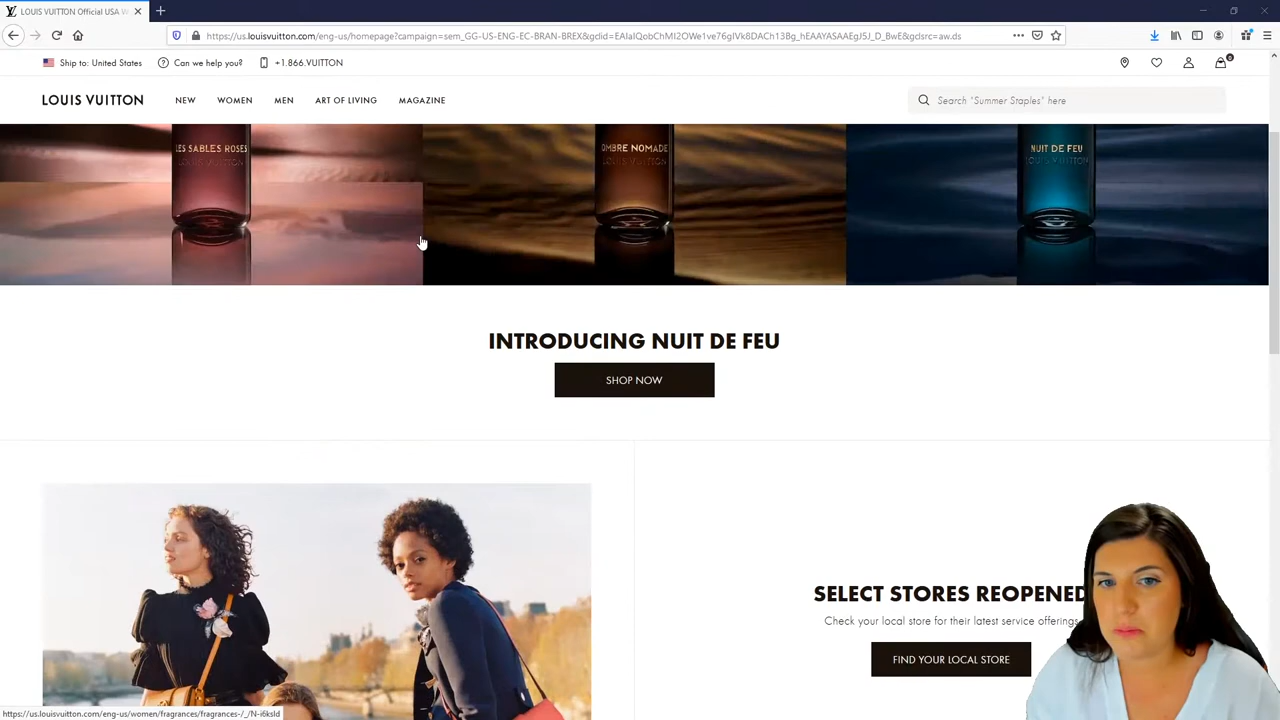 LOUIS VUITTON Official USA W
https://us.louisvuitton.com/eng-us/homepage?campaign=sem_GG-US-ENG-EC-BRAN-BREX&gclid=EAIaIQobChMI2OWe1ve76gIVk8DACh13Bg_hEAAYASAAEgJ5J_D_BwE&gclsrc=aw.ds
Ship to: United States
Can we help you?
+1.866.VUITTON
0
LOUIS VUITTON
NEW
WOMEN
MEN
ART OF LIVING
MAGAZINE
Search "Summer Staples" here
LES SABLES ROSES
LOUIS VUITTON
OMBRE NOMADE
LOUIS VUITTON
NUIT DE FEU
LOUIS VUITTON
INTRODUCING NUIT DE FEU
SHOP NOW
SELECT STORES REOPENED
Check your local store for their latest service offerings
FIND YOUR LOCAL STORE
https://us.louisvuitton.com/eng-us/women/fragrances/fragrances-/_/N-i6ksld